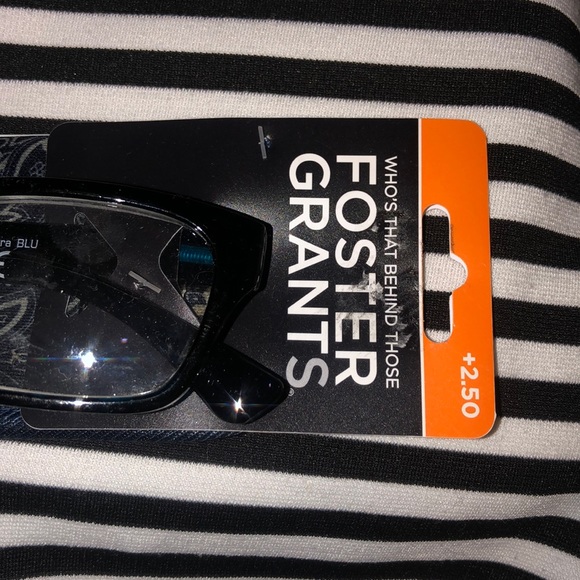 WHO'S THAT BEHIND THOSE
FOSTER
GRANTS®
+2.50
BLU